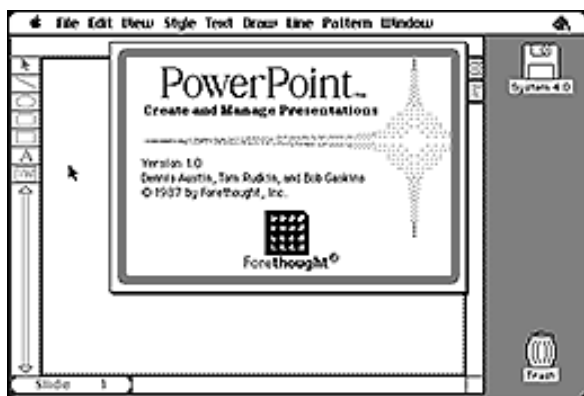 File Edit View Style Text Draw Line Pattern Window
PowerPoint™
Create and Manage Presentations
Version 1.0
Dennis Austin, Tom Rudkin, and Bob Gaskins
© 1987 by Forethought, Inc.
Forethought®
System 4.0
A
Trash
Slide 1